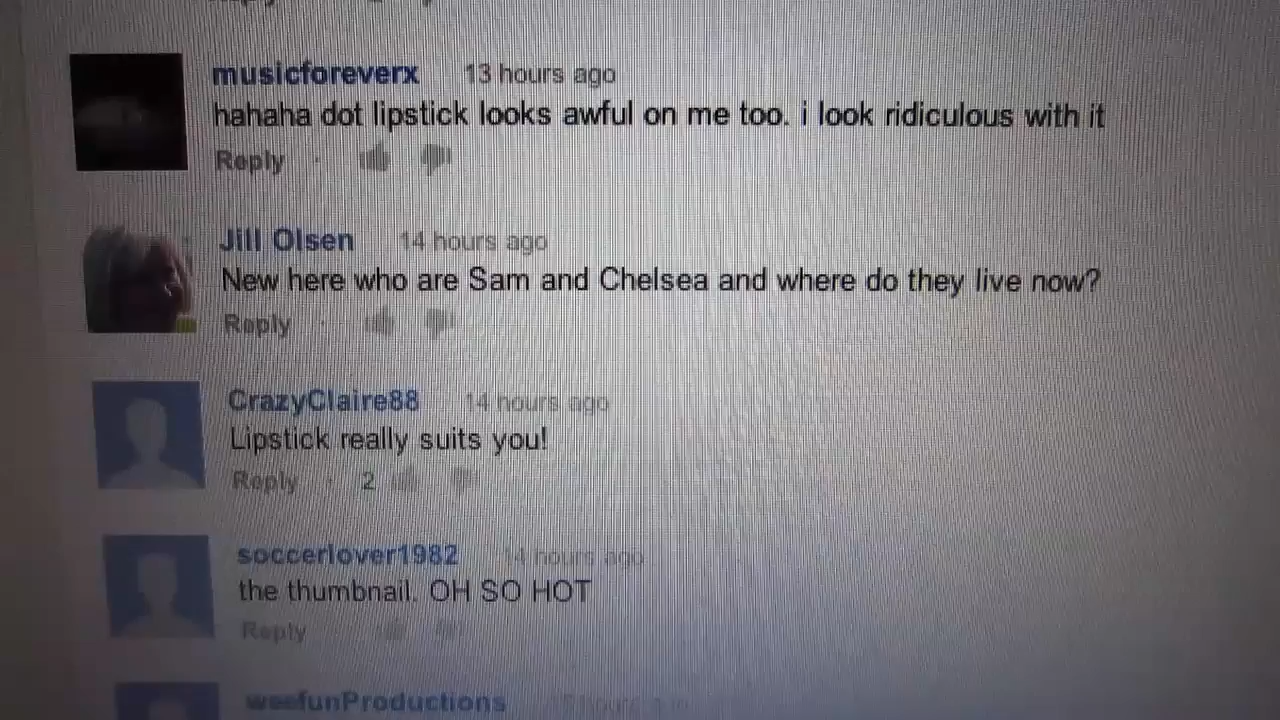 musicforeverx 13 hours ago
hahaha dot lipstick looks awful on me too. i look ridiculous with it
Reply
Jill Olsen 14 hours ago
New here who are Sam and Chelsea and where do they live now?
Reply
CrazyClaire88 14 hours ago
Lipstick really suits you!
Reply · 2
soccerlover1982 14 hours ago
the thumbnail. OH SO HOT
Reply
weefunProductions